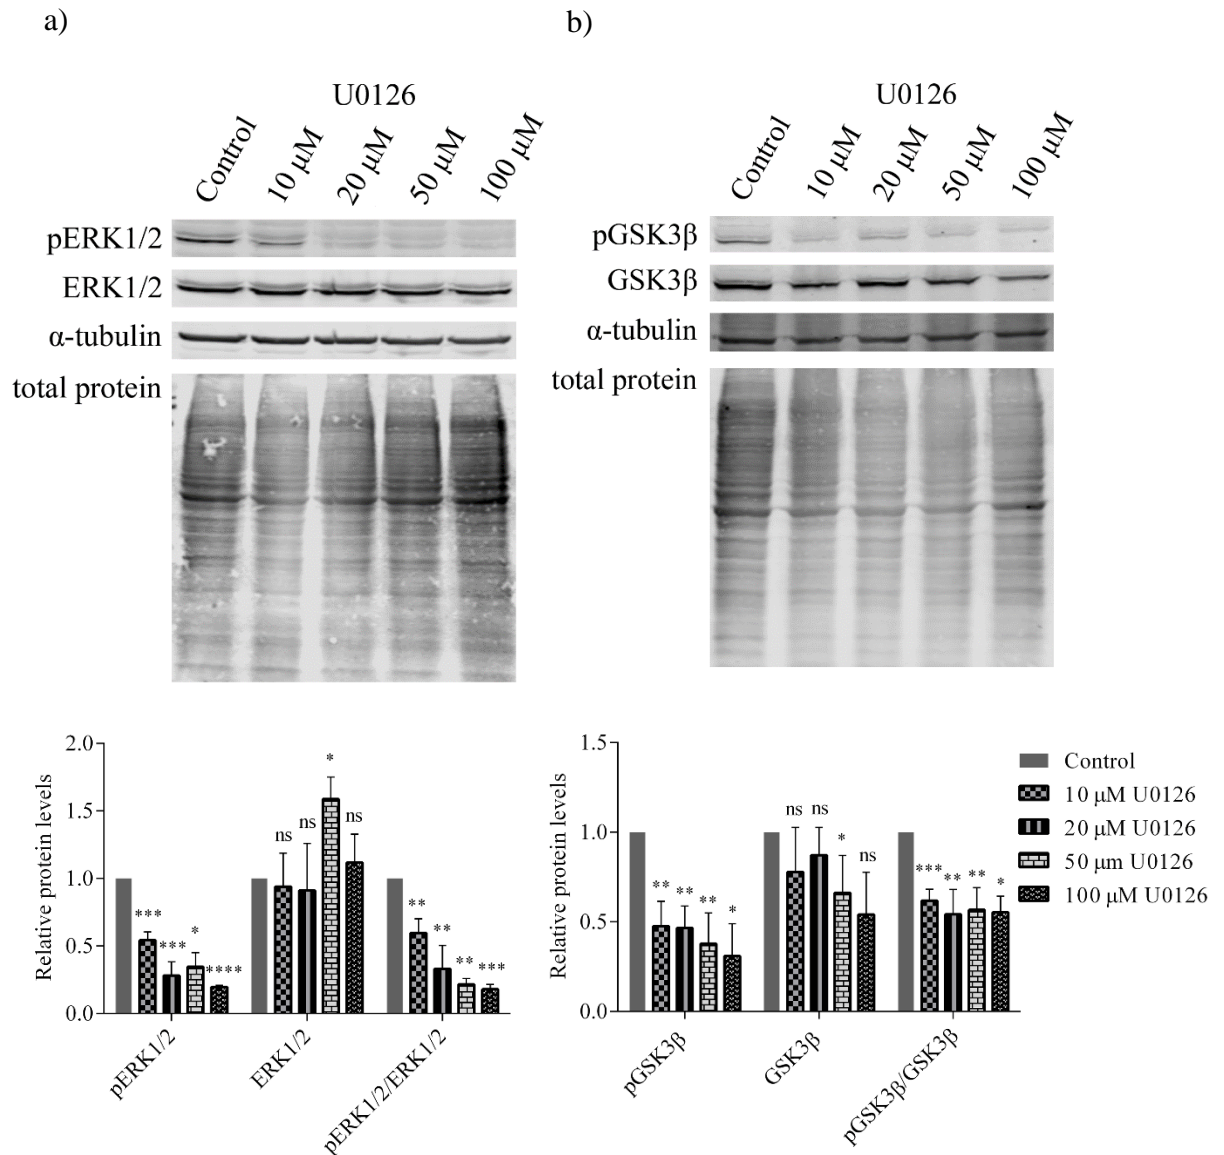 a)
U0126
Control
10 μM
20 μM
50 μM
100 μM
pERK1/2
ERK1/2
α-tubulin
total protein
b)
U0126
Control
10 μM
20 μM
50 μM
100 μM
pGSK3β
GSK3β
α-tubulin
total protein
Relative protein levels
2.0
1.5
1.0
0.5
0.0
*** *** * ****
ns ns * ns
** ** ** ***
pERK1/2
ERK1/2
pERK1/2/ERK1/2
Relative protein levels
1.5
1.0
0.5
0.0
** ** ** *
ns ns * ns
*** ** ** *
pGSK3β
GSK3β
pGSK3β/GSK3β
Control
10 μM U0126
20 μM U0126
50 μm U0126
100 μM U0126